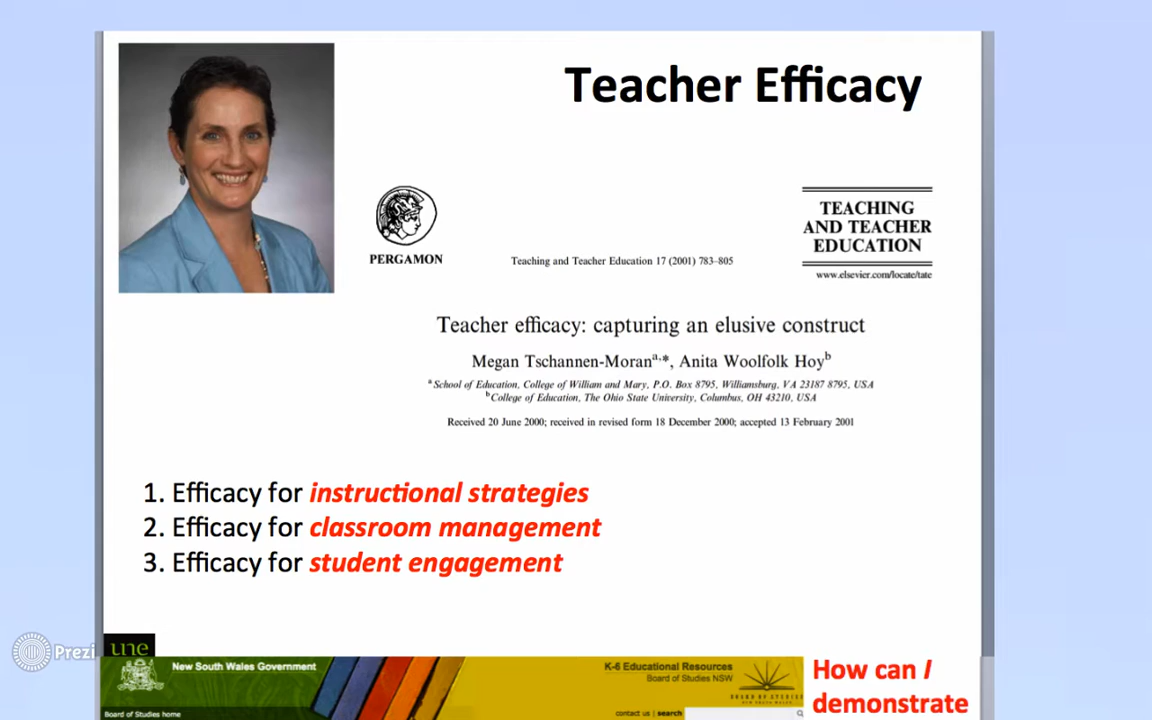 Teacher Efficacy
PERGAMON
Teaching and Teacher Education 17 (2001) 783–805
TEACHING
AND TEACHER
EDUCATION
www.elsevier.com/locate/tate
Teacher efficacy: capturing an elusive construct
Megan Tschannen-Moranᵃ,*, Anita Woolfolk Hoyᵇ
ᵃ School of Education, College of William and Mary, P.O. Box 8795, Williamsburg, VA 23187 8795, USA
ᵇ College of Education, The Ohio State University, Columbus, OH 43210, USA
Received 20 June 2000; received in revised form 18 December 2000; accepted 13 February 2001
1. Efficacy for instructional strategies
2. Efficacy for classroom management
3. Efficacy for student engagement
Prezi
une
New South Wales Government
Board of Studies home
K-6 Educational Resources
Board of Studies NSW
BOARD OF STUDIES
contact us | search
How can I
demonstrate